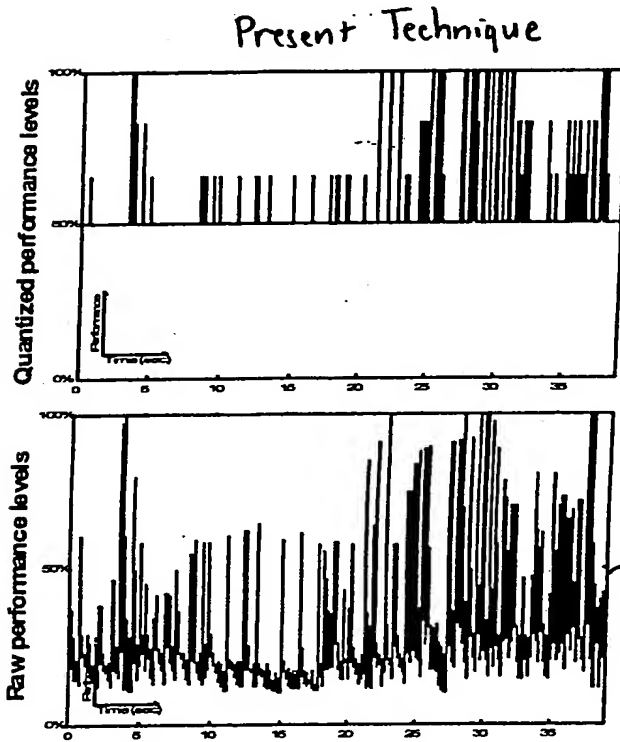 Present Technique
100%
Quantized performance levels
50%
Performance
Time (sec)
0%
0 5 10 15 20 25 30 35
100%
Raw performance levels
50%
Time (sec)
0%
0 5 10 15 20 25 30 35